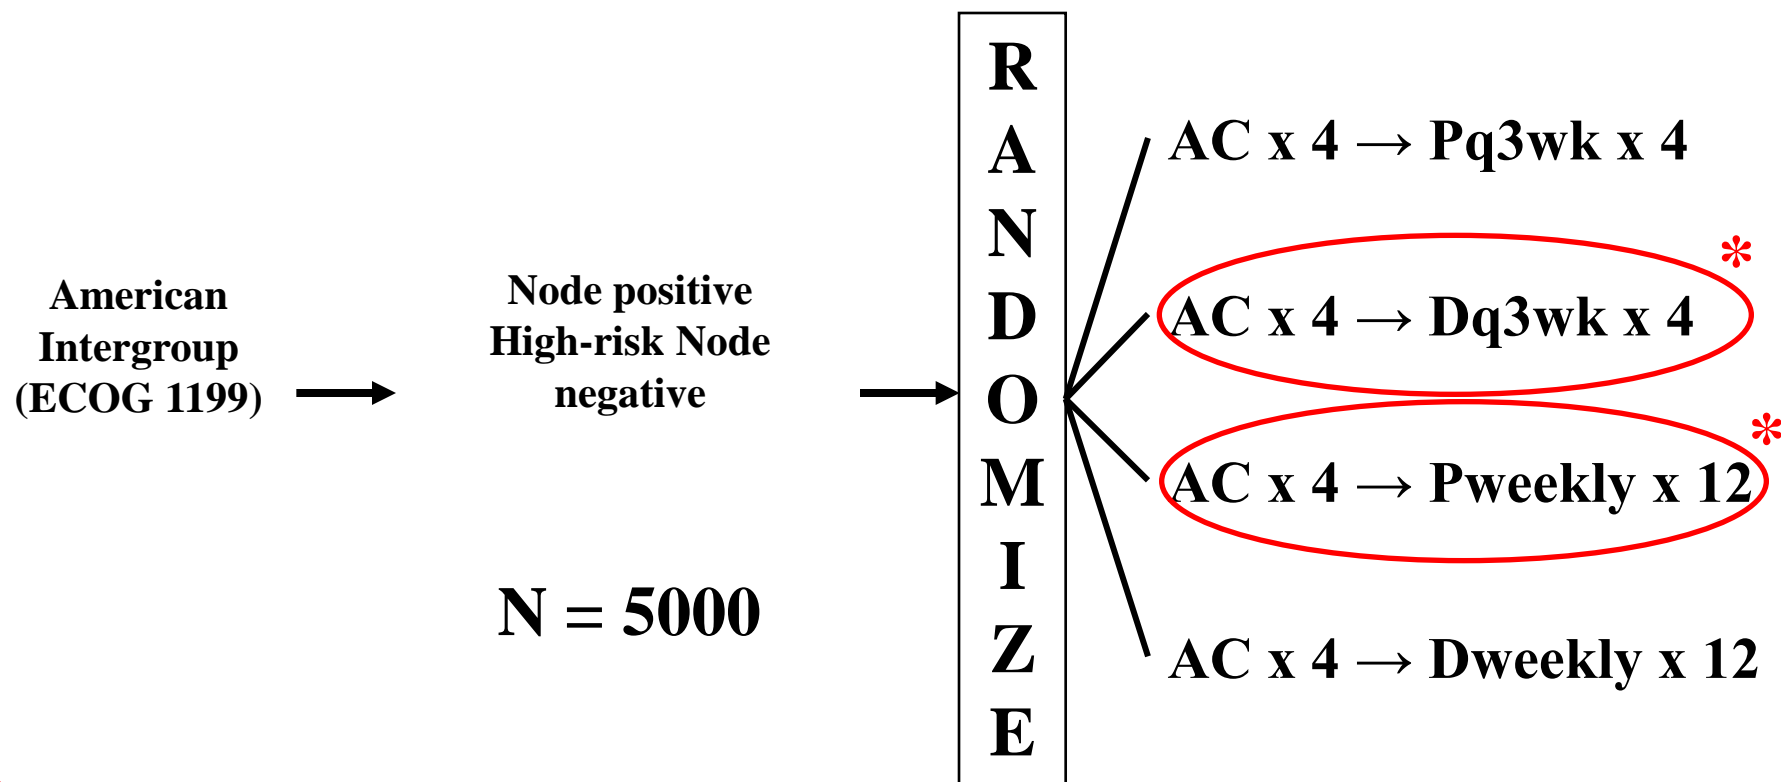 American
Intergroup
(ECOG 1199)
Node positive
High-risk Node
negative
N = 5000
R
A
N
D
O
M
I
Z
E
AC x 4 → Pq3wk x 4
AC x 4 → Dq3wk x 4 *
AC x 4 → Pweekly x 12 *
AC x 4 → Dweekly x 12